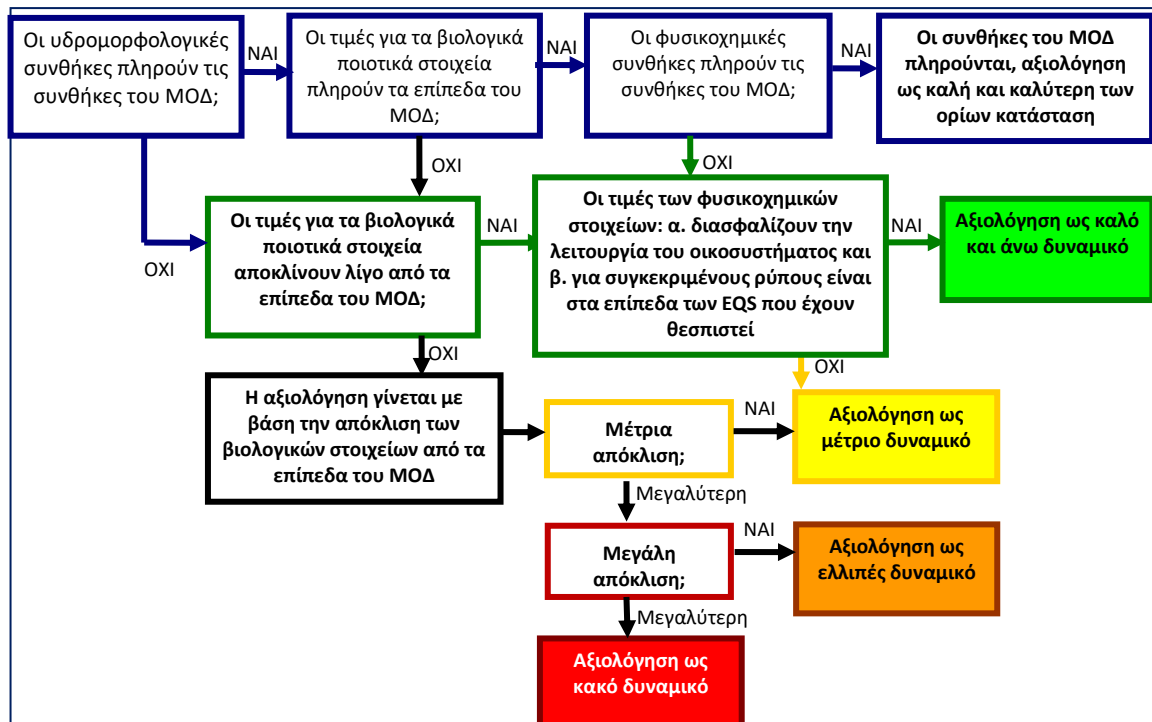 Οι υδρομορφολογικές
συνθήκες πληρούν τις
συνθήκες του ΜΟΔ;
ΝΑΙ
Οι τιμές για τα βιολογικά
ποιοτικά στοιχεία
πληρούν τα επίπεδα του
ΜΟΔ;
ΝΑΙ
Οι φυσικοχημικές
συνθήκες πληρούν τις
συνθήκες του ΜΟΔ;
ΝΑΙ
Οι συνθήκες του ΜΟΔ
πληρούνται, αξιολόγηση
ως καλή και καλύτερη των
ορίων κατάσταση
ΟΧΙ
ΟΧΙ
ΟΧΙ
Οι τιμές για τα βιολογικά
ποιοτικά στοιχεία
αποκλίνουν λίγο από τα
επίπεδα του ΜΟΔ;
ΝΑΙ
Οι τιμές των φυσικοχημικών
στοιχείων: α. διασφαλίζουν την
λειτουργία του οικοσυστήματος και
β. για συγκεκριμένους ρύπους είναι
στα επίπεδα των EQS που έχουν
θεσπιστεί
ΝΑΙ
Αξιολόγηση ως καλό
και άνω δυναμικό
ΟΧΙ
ΟΧΙ
Η αξιολόγηση γίνεται με
βάση την απόκλιση των
βιολογικών στοιχείων από τα
επίπεδα του ΜΟΔ
Μέτρια
απόκλιση;
ΝΑΙ
Αξιολόγηση ως
μέτριο δυναμικό
Μεγαλύτερη
Μεγάλη
απόκλιση;
ΝΑΙ
Αξιολόγηση ως
ελλιπές δυναμικό
Μεγαλύτερη
Αξιολόγηση ως
κακό δυναμικό